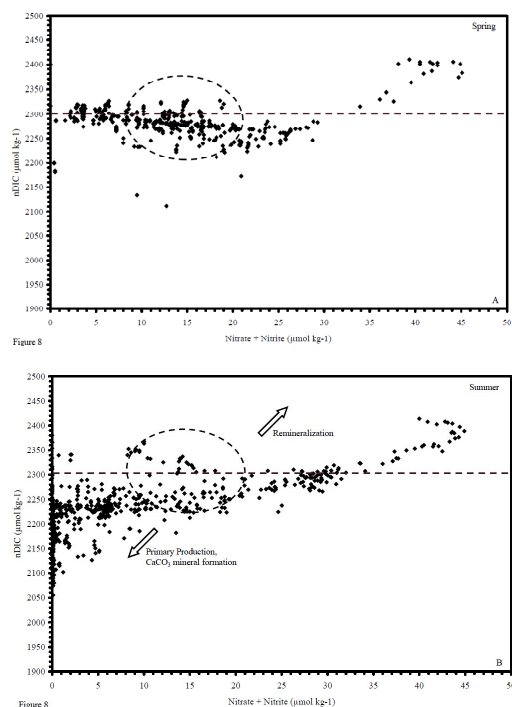 Spring
2500
2450
2400
2350
2300
2250
2200
2150
2100
2050
2000
1950
1900
nDIC (µmol kg-1)
0 5 10 15 20 25 30 35 40 45 50
A
Nitrate + Nitrite (µmol kg-1)
Figure 8
Summer
2500
2450
2400
2350
2300
2250
2200
2150
2100
2050
2000
1950
1900
nDIC (µmol kg-1)
Remineralization
Primary Production,
CaCO3 mineral formation
B
0 5 10 15 20 25 30 35 40 45 50
Nitrate + Nitrite (µmol kg-1)
Figure 8